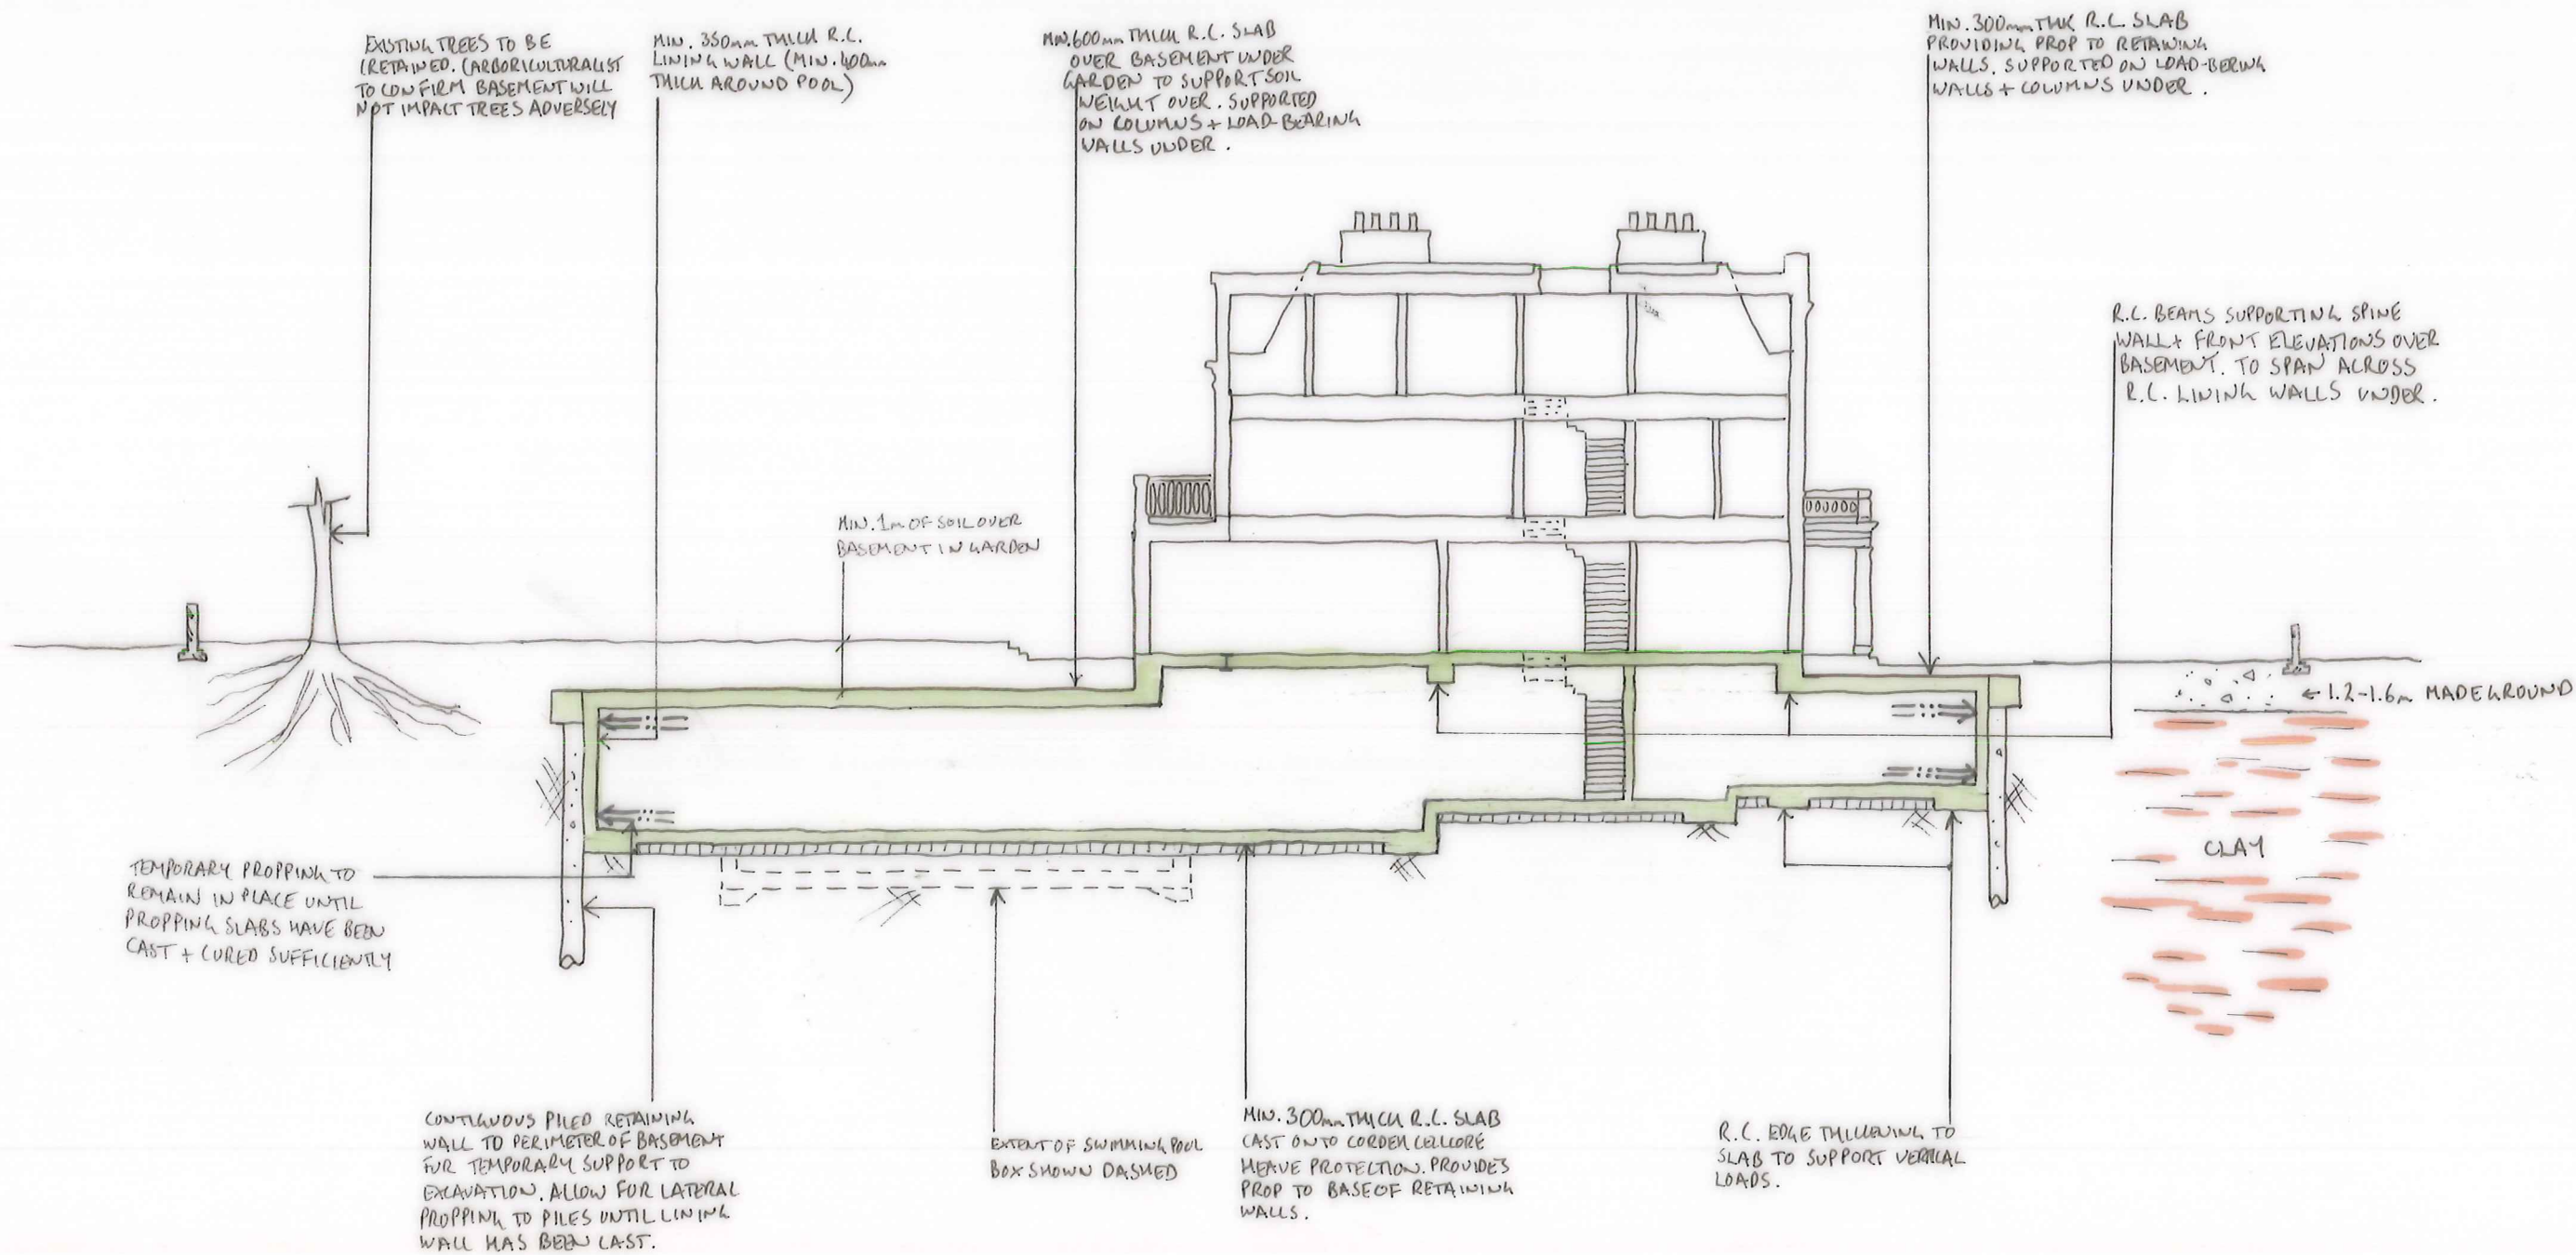 EXISTING TREES TO BE
(RETAINED. (ARBORICULTURALIST
TO CONFIRM BASEMENT WILL
NOT IMPACT TREES ADVERSELY
MIN. 350mm THICK R.C.
LINING WALL (MIN. 400mm
THICK AROUND POOL)
MIN.600mm THICK R.C. SLAB
OVER BASEMENT UNDER
GARDEN TO SUPPORT SOIL
WEIGHT OVER. SUPPORTED
ON COLUMNS + LOAD-BEARING
WALLS UNDER.
MIN. 300mm THK R.C. SLAB
PROVIDING PROP TO RETAINING
WALLS. SUPPORTED ON LOAD-BERING
WALLS + COLUMNS UNDER.
R.C. BEAMS SUPPORTING SPINE
WALL + FRONT ELEVATIONS OVER
BASEMENT. TO SPAN ACROSS
R.C. LINING WALLS UNDER.
MIN. 1m OF SOIL OVER
BASEMENT IN GARDEN
1.2-1.6m MADE GROUND
CLAY
TEMPORARY PROPPING TO
REMAIN IN PLACE UNTIL
PROPPING SLABS HAVE BEEN
CAST + CURED SUFFICIENTLY
CONTIGUOUS PILED RETAINING
WALL TO PERIMETER OF BASEMENT
FOR TEMPORARY SUPPORT TO
EXCAVATION. ALLOW FOR LATERAL
PROPPING TO PILES UNTIL LINING
WALL HAS BEEN CAST.
EXTENT OF SWIMMING POOL
BOX SHOWN DASHED
MIN. 300mm THICK R.C. SLAB
CAST ONTO CORDEK CELLCORE
HEAVE PROTECTION. PROVIDES
PROP TO BASE OF RETAINING
WALLS.
R.C. EDGE THICKENING TO
SLAB TO SUPPORT VERTICAL
LOADS.